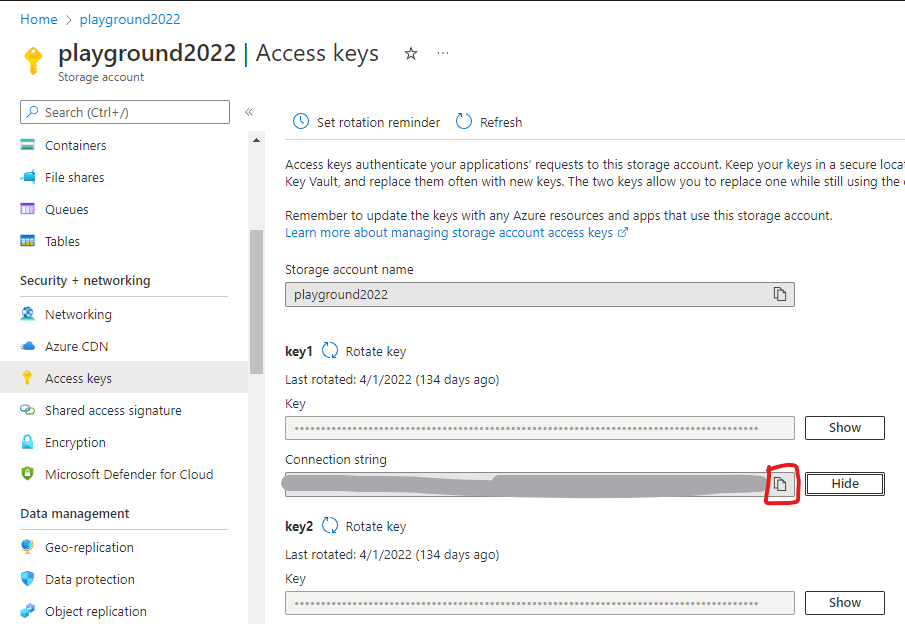 Home > playground2022
playground2022 | Access keys
Storage account
Search (Ctrl+/)
Containers
File shares
Queues
Tables
Security + networking
Networking
Azure CDN
Access keys
Shared access signature
Encryption
Microsoft Defender for Cloud
Data management
Geo-replication
Data protection
Object replication
Set rotation reminder
Refresh
Access keys authenticate your applications' requests to this storage account. Keep your keys in a secure
Key Vault, and replace them often with new keys. The two keys allow you to replace one while still using the
Remember to update the keys with any Azure resources and apps that use this storage account.
Learn more about managing storage account access keys
Storage account name
playground2022
key1 Rotate key
Last rotated: 4/1/2022 (134 days ago)
Key
Show
Connection string
Hide
key2 Rotate key
Last rotated: 4/1/2022 (134 days ago)
Key
Show